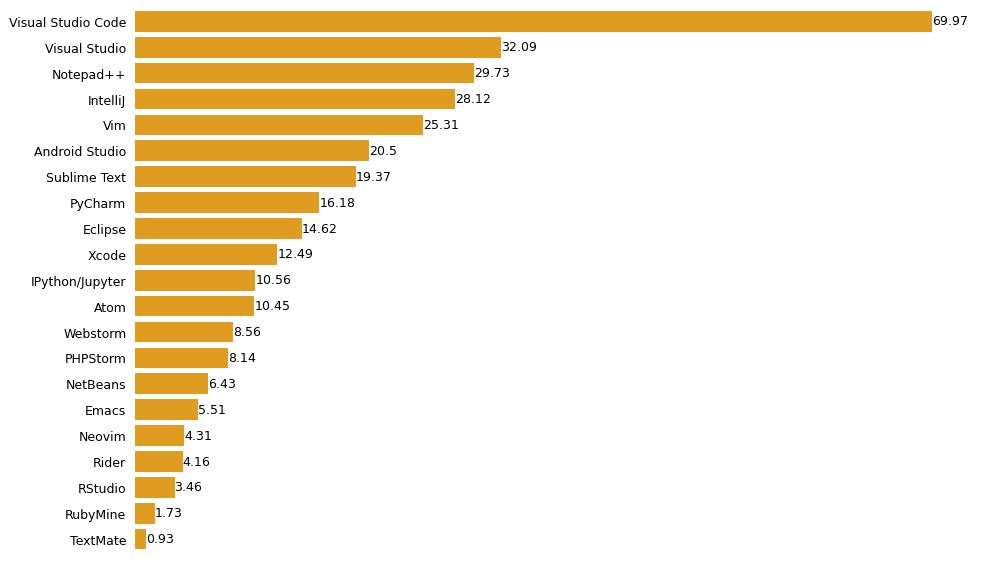 Visual Studio Code 69.97
Visual Studio 32.09
Notepad++ 29.73
IntelliJ 28.12
Vim 25.31
Android Studio 20.5
Sublime Text 19.37
PyCharm 16.18
Eclipse 14.62
Xcode 12.49
IPython/Jupyter 10.56
Atom 10.45
Webstorm 8.56
PHPStorm 8.14
NetBeans 6.43
Emacs 5.51
Neovim 4.31
Rider 4.16
RStudio 3.46
RubyMine 1.73
TextMate 0.93